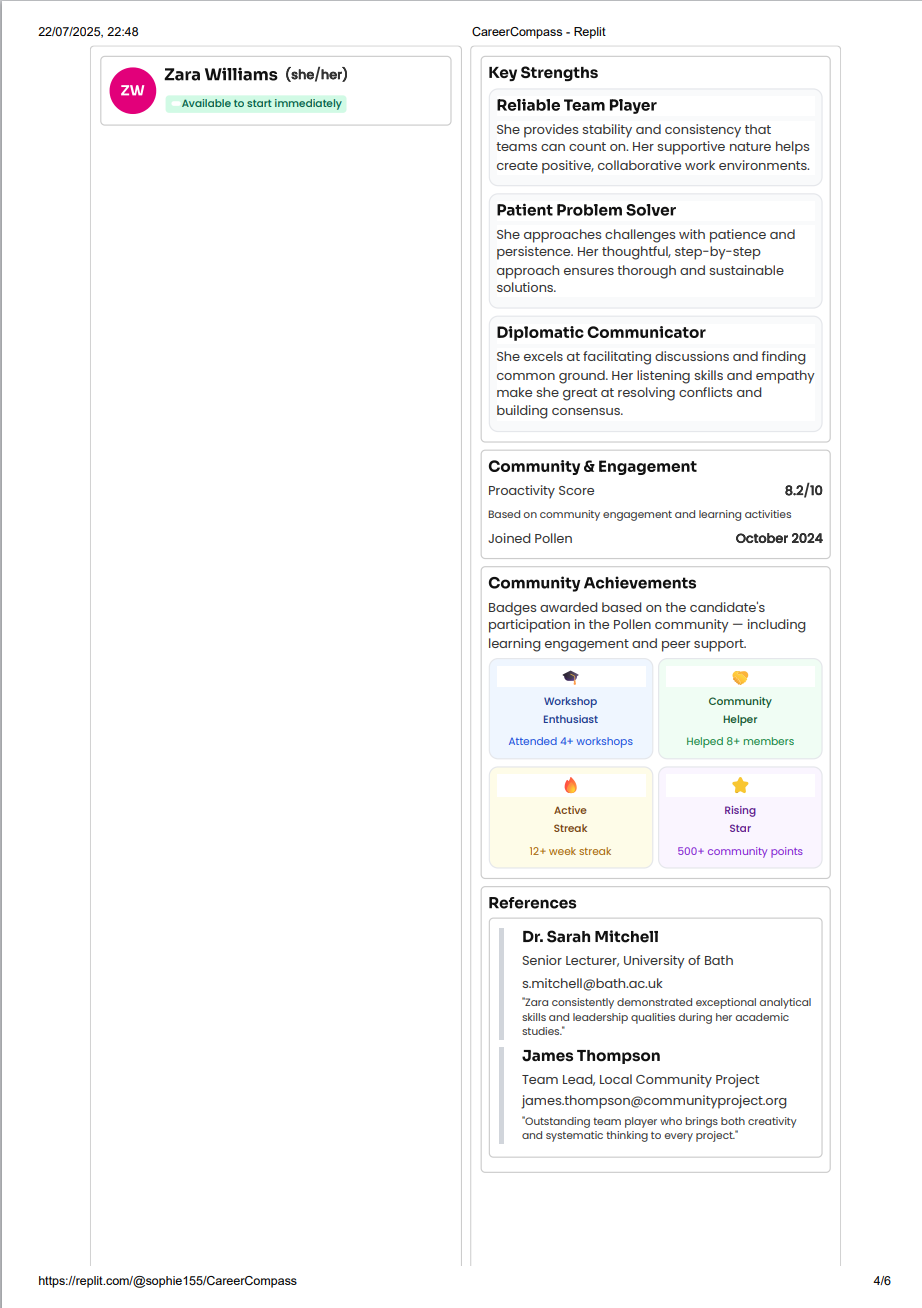 22/07/2025, 22:48
CareerCompass - Replit
ZW
Zara Williams (she/her)
Available to start immediately
Key Strengths
Reliable Team Player
She provides stability and consistency that
teams can count on. Her supportive nature helps
create positive, collaborative work environments.
Patient Problem Solver
She approaches challenges with patience and
persistence. Her thoughtful, step-by-step
approach ensures thorough and sustainable
solutions.
Diplomatic Communicator
She excels at facilitating discussions and finding
common ground. Her listening skills and empathy
make she great at resolving conflicts and
building consensus.
Community & Engagement
Proactivity Score 8.2/10
Based on community engagement and learning activities
Joined Pollen October 2024
Community Achievements
Badges awarded based on the candidate's
participation in the Pollen community — including
learning engagement and peer support.
Workshop
Enthusiast
Attended 4+ workshops
Community
Helper
Helped 8+ members
Active
Streak
12+ week streak
Rising
Star
500+ community points
References
Dr. Sarah Mitchell
Senior Lecturer, University of Bath
s.mitchell@bath.ac.uk
"Zara consistently demonstrated exceptional analytical
skills and leadership qualities during her academic
studies."
James Thompson
Team Lead, Local Community Project
james.thompson@communityproject.org
"Outstanding team player who brings both creativity
and systematic thinking to every project."
https://replit.com/@sophie155/CareerCompass
4/6